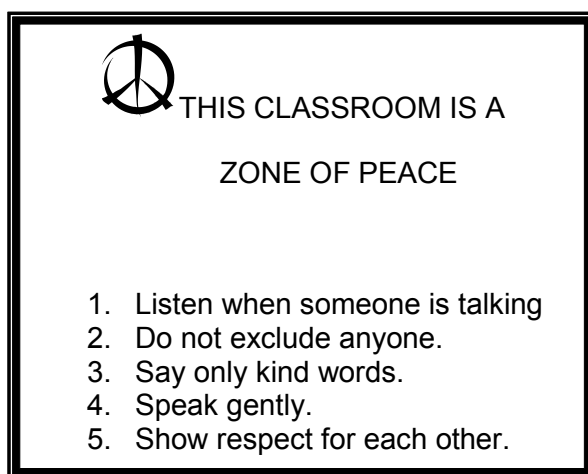 THIS CLASSROOM IS A
ZONE OF PEACE
1. Listen when someone is talking
2. Do not exclude anyone.
3. Say only kind words.
4. Speak gently.
5. Show respect for each other.